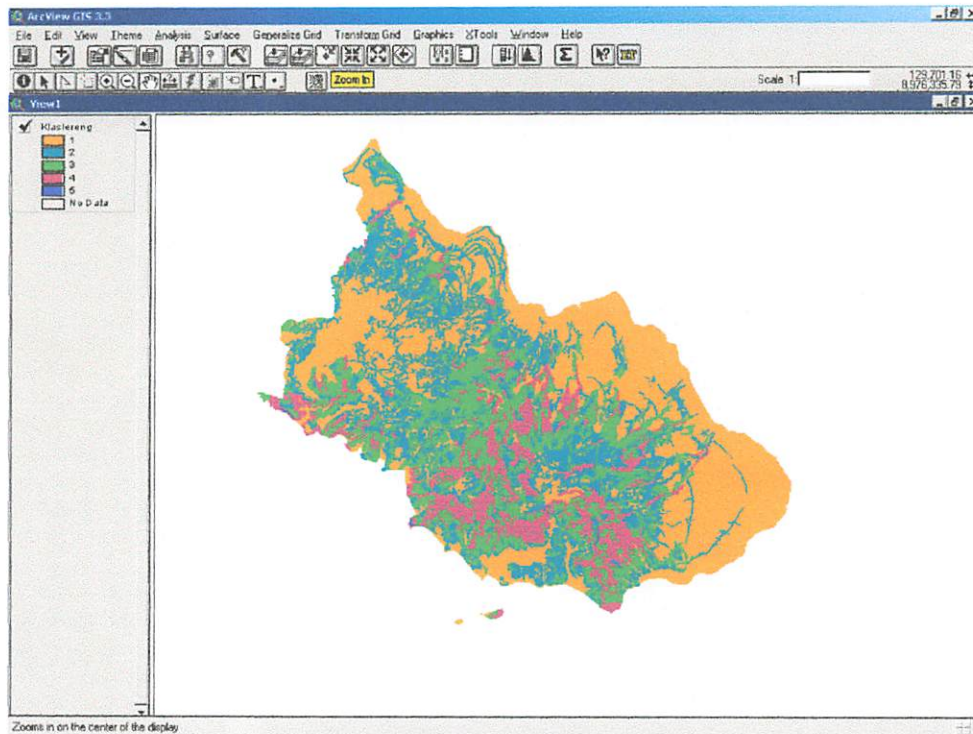 ArcView GIS 3.3
File Edit View Theme Analysis Surface Generalize Grid Transform Grid Graphics XTools Window Help
Zoom In
Scale 1:
129,701.16
8,976,335.79
View1
Klaslereng
1
2
3
4
5
No Data
Zooms in on the center of the display